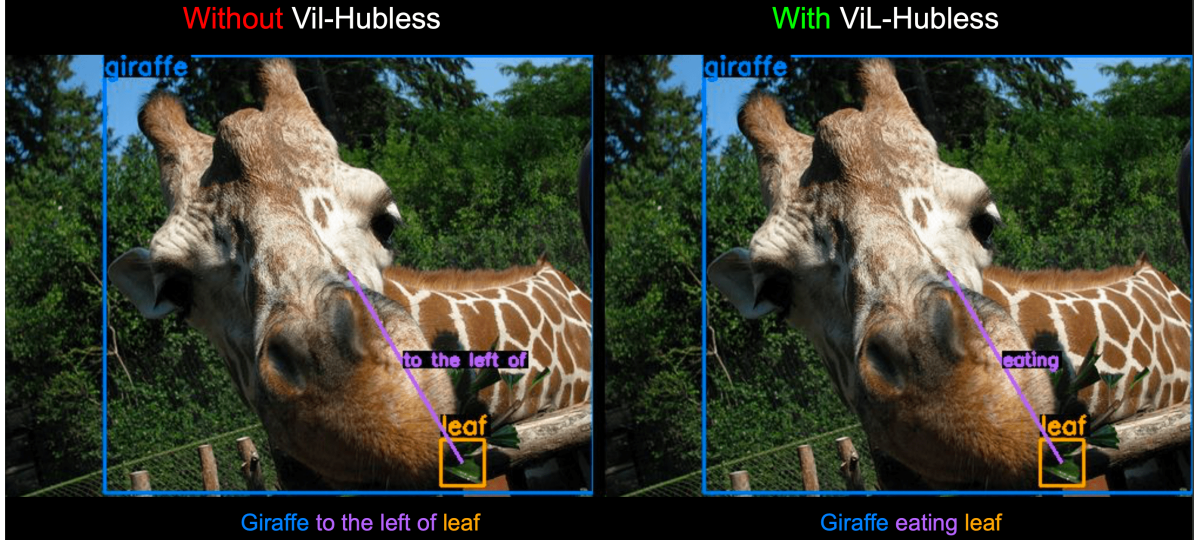 Without Vil-Hubless
With ViL-Hubless
giraffe
giraffe
to the left of
eating
leaf
leaf
Giraffe to the left of leaf
Giraffe eating leaf